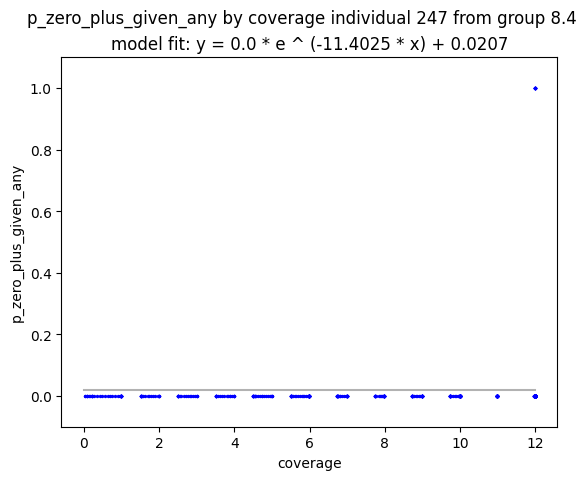 p_zero_plus_given_any by coverage individual 247 from group 8.4
model fit: y = 0.0 * e ^ (-11.4025 * x) + 0.0207
p_zero_plus_given_any
1.0
0.8
0.6
0.4
0.2
0.0
0 2 4 6 8 10 12
coverage